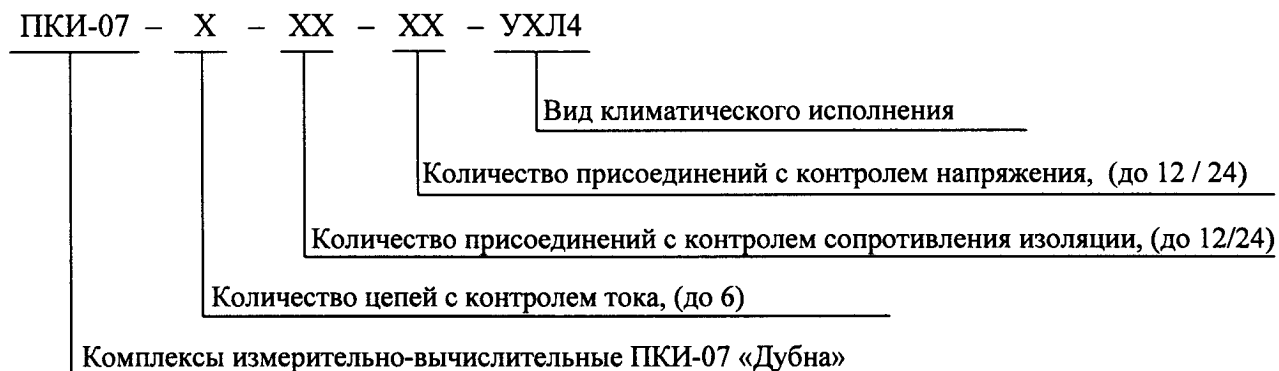 ПКИ-07 – Х – ХХ – ХХ – УХЛ4
Вид климатического исполнения
Количество присоединений с контролем напряжения, (до 12 / 24)
Количество присоединений с контролем сопротивления изоляции, (до 12/24)
Количество цепей с контролем тока, (до 6)
Комплексы измерительно-вычислительные ПКИ-07 «Дубна»